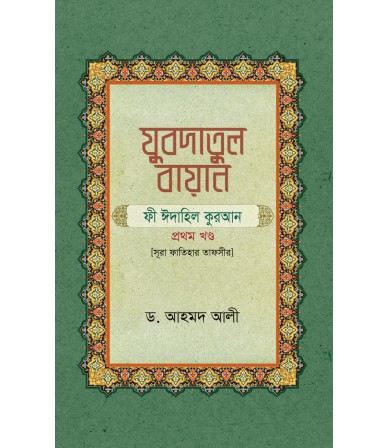 যুবদাতুল
বায়ান
ফী ঈদাহিল কুরআন
প্রথম খণ্ড
[সূরা ফাতিহার তাফসীর]
ড. আহমদ আলী